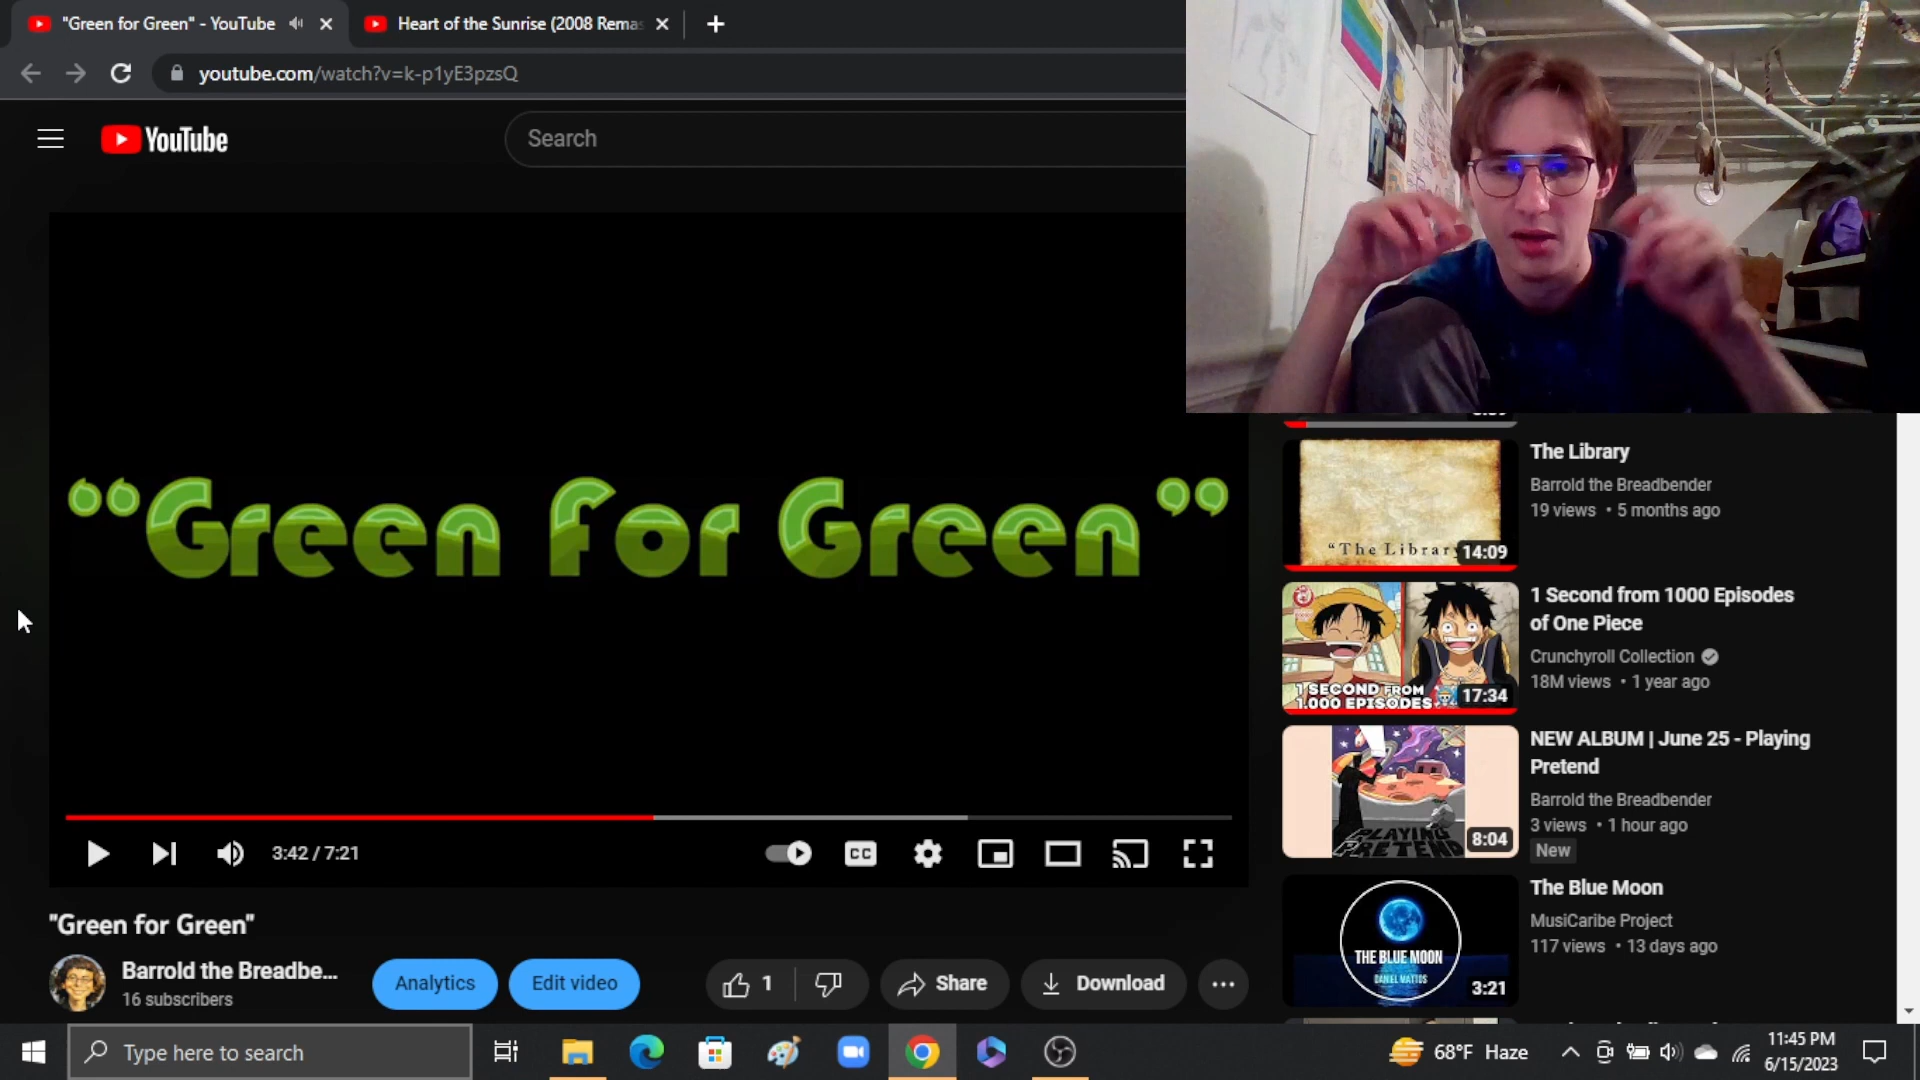 "Green for Green" - YouTube
Heart of the Sunrise (2008 Remas
youtube.com/watch?v=k-p1yE3pzsQ
YouTube
Search
"Green for Green"
3:42 / 7:21
CC
"Green for Green"
Barrold the Breadbe...
16 subscribers
Analytics
Edit video
1
Share
Download
The Library
Barrold the Breadbender
19 views • 5 months ago
"The Library
14:09
1 Second from 1000 Episodes
of One Piece
Crunchyroll Collection
18M views • 1 year ago
1 SECOND FROM
1.000 EPISODES
17:34
NEW ALBUM | June 25 - Playing
Pretend
Barrold the Breadbender
3 views • 1 hour ago
New
PLAYING
PRETEND
8:04
The Blue Moon
MusiCaribe Project
117 views • 13 days ago
THE BLUE MOON
DANIEL MATTOS
3:21
Type here to search
68°F Haze
11:45 PM
6/15/2023